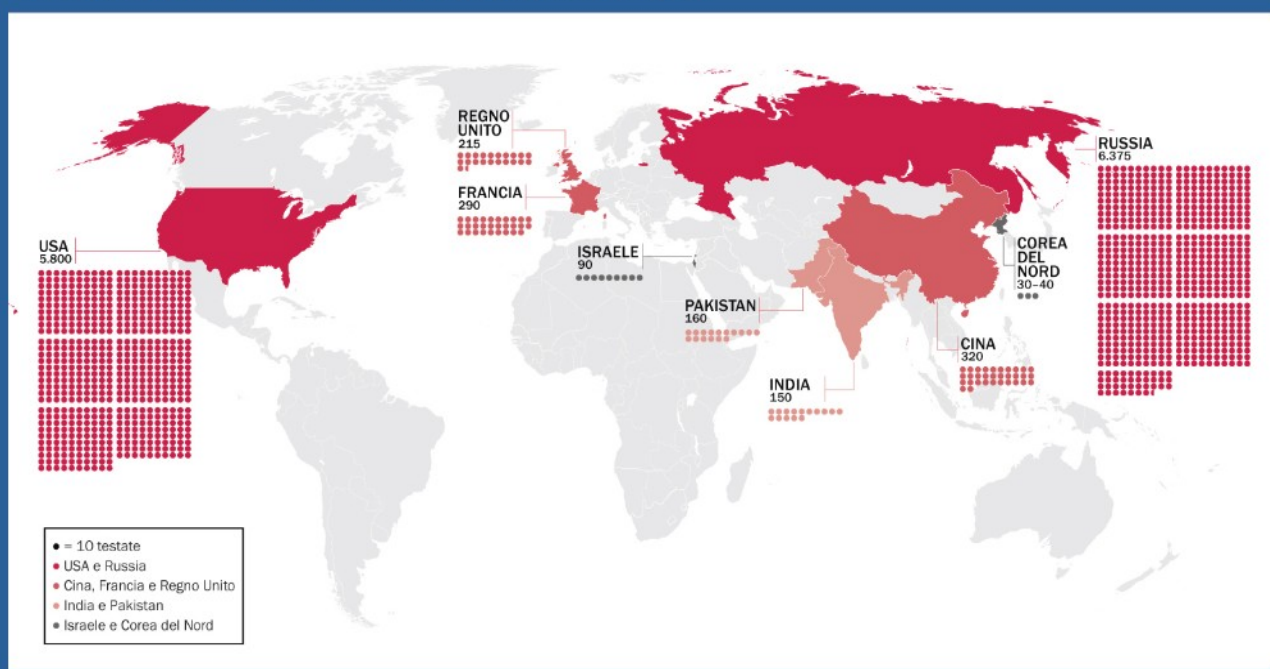 REGNO
UNITO
215
FRANCIA
290
ISRAELE
90
PAKISTAN
160
INDIA
150
USA
5.800
RUSSIA
6.375
COREA
DEL
NORD
30–40
CINA
320
= 10 testate
USA e Russia
Cina, Francia e Regno Unito
India e Pakistan
Israele e Corea del Nord